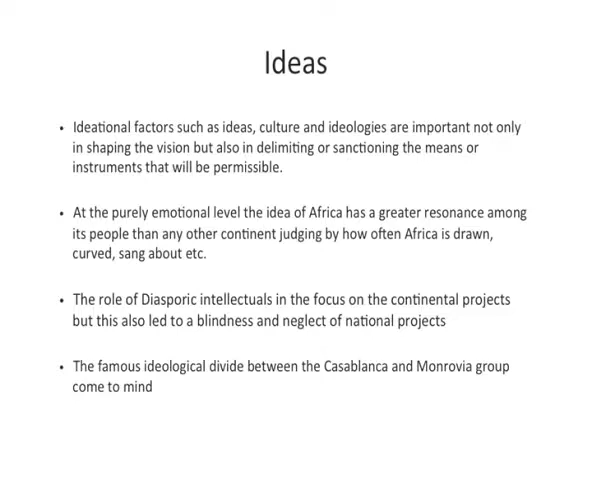 Ideas
• Ideational factors such as ideas, culture and ideologies are important not only
in shaping the vision but also in delimiting or sanctioning the means or
instruments that will be permissible.
• At the purely emotional level the idea of Africa has a greater resonance among
its people than any other continent judging by how often Africa is drawn,
curved, sang about etc.
• The role of Diasporic intellectuals in the focus on the continental projects
but this also led to a blindness and neglect of national projects
• The famous ideological divide between the Casablanca and Monrovia group
come to mind